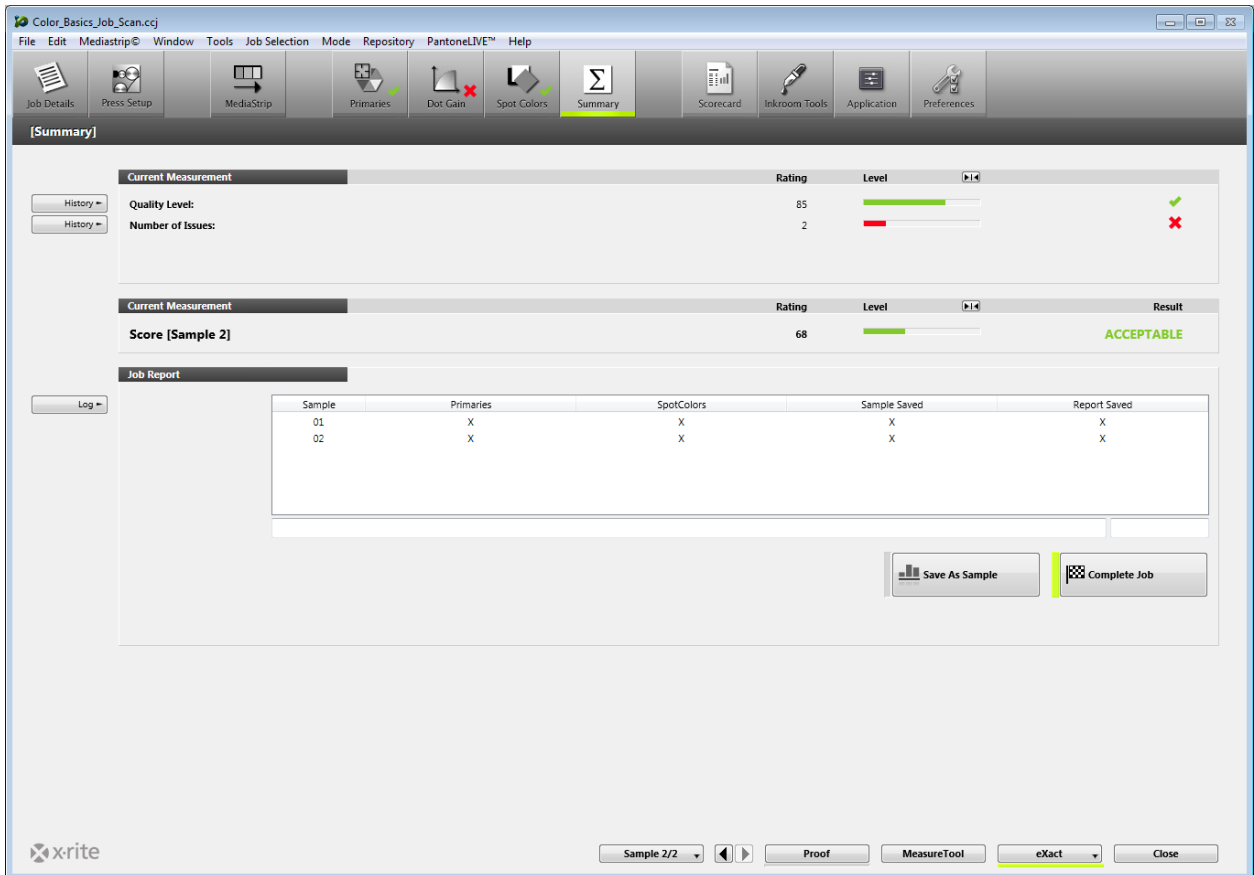 Color_Basics_Job_Scan.ccj
File Edit Mediastrip© Window Tools Job Selection Mode Repository PantoneLIVE™ Help
Job Details Press Setup MediaStrip Primaries Dot Gain Spot Colors Summary Scorecard Inkroom Tools Application Preferences
[Summary]
Current Measurement Rating Level
History Quality Level: 85
History Number of Issues: 2
Current Measurement Rating Level Result
Score [Sample 2] 68 ACCEPTABLE
Job Report
Log Sample Primaries SpotColors Sample Saved Report Saved
01 X X X X
02 X X X X
Save As Sample Complete Job
x·rite Sample 2/2 Proof MeasureTool eXact Close